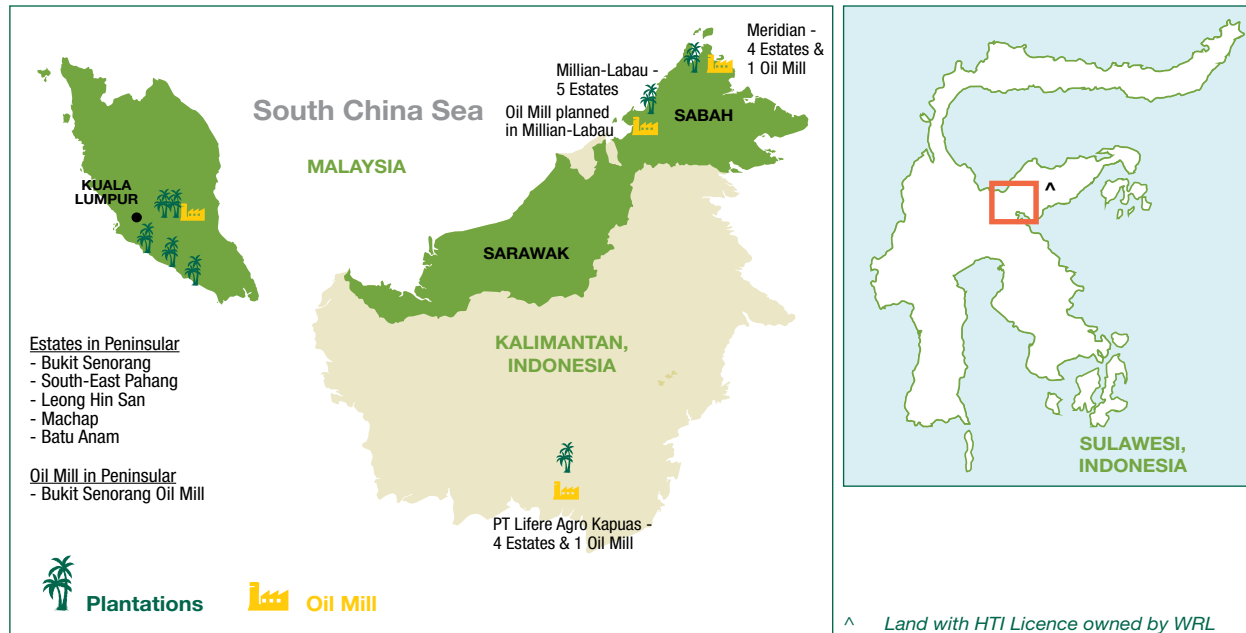 Meridian -
4 Estates &
1 Oil Mill
Millian-Labau -
5 Estates
Oil Mill planned
in Millian-Labau
South China Sea
SABAH
MALAYSIA
KUALA
LUMPUR
SARAWAK
KALIMANTAN,
INDONESIA
Estates in Peninsular
- Bukit Senorang
- South-East Pahang
- Leong Hin San
- Machap
- Batu Anam
Oil Mill in Peninsular
- Bukit Senorang Oil Mill
PT Lifere Agro Kapuas -
4 Estates & 1 Oil Mill
Plantations
Oil Mill
^
SULAWESI,
INDONESIA
^ Land with HTI Licence owned by WRL